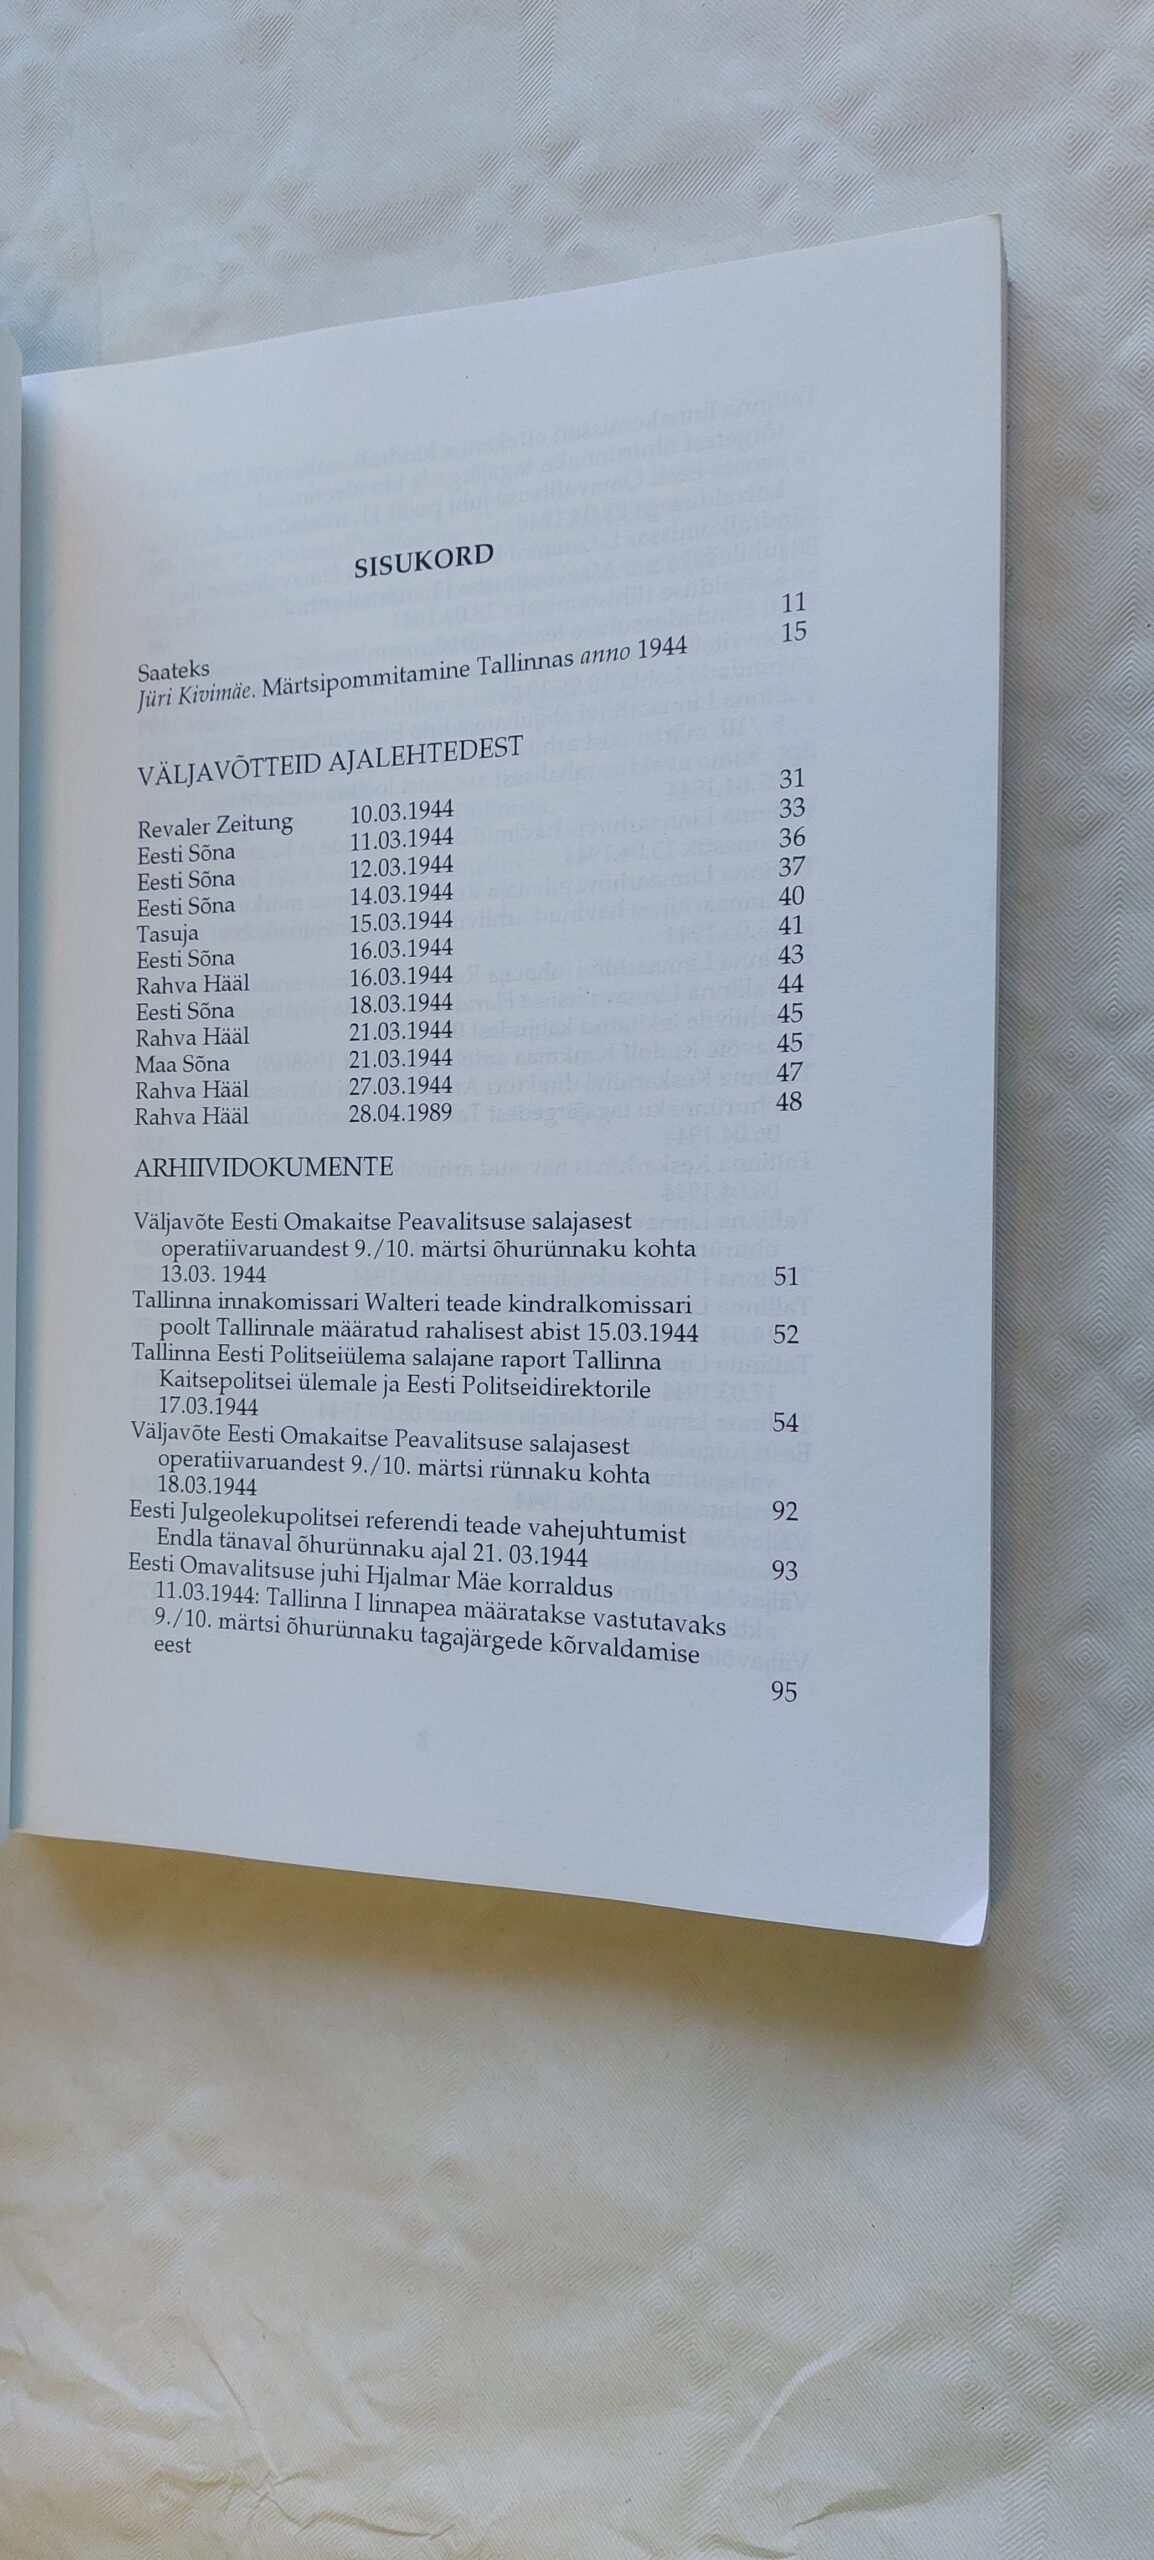 SISUKORD
Saateks 11
Jüri Kivimäe. Märtsipommitamine Tallinnas anno 1944 15
VÄLJAVÕTTEID AJALEHTEDEST
Revaler Zeitung 10.03.1944 31
Eesti Sõna 11.03.1944 33
Eesti Sõna 12.03.1944 36
Eesti Sõna 14.03.1944 37
Tasuja 15.03.1944 40
Eesti Sõna 16.03.1944 41
Rahva Hääl 16.03.1944 43
Eesti Sõna 18.03.1944 44
Rahva Hääl 21.03.1944 45
Maa Sõna 21.03.1944 45
Rahva Hääl 27.03.1944 47
Rahva Hääl 28.04.1989 48
ARHIIVIDOKUMENTE
Väljavõte Eesti Omakaitse Peavalitsuse salajasest
operatiivaruandest 9./10. märtsi õhurünnaku kohta
13.03. 1944 51
Tallinna innakomissari Walteri teade kindralkomissari
poolt Tallinnale määratud rahalisest abist 15.03.1944 52
Tallinna Eesti Politseiülema salajane raport Tallinna
Kaitsepolitsei ülemale ja Eesti Politseidirektorile
17.03.1944 54
Väljavõte Eesti Omakaitse Peavalitsuse salajasest
operatiivaruandest 9./10. märtsi rünnaku kohta
18.03.1944 92
Eesti Julgeolekupolitsei referendi teade vahejuhtumist
Endla tänaval õhurünnaku ajal 21. 03.1944 93
Eesti Omavalitsuse juhi Hjalmar Mäe korraldus
11.03.1944: Tallinna I linnapea määratakse vastutavaks
9./10. märtsi õhurünnaku tagajärgede kõrvaldamise
eest 95